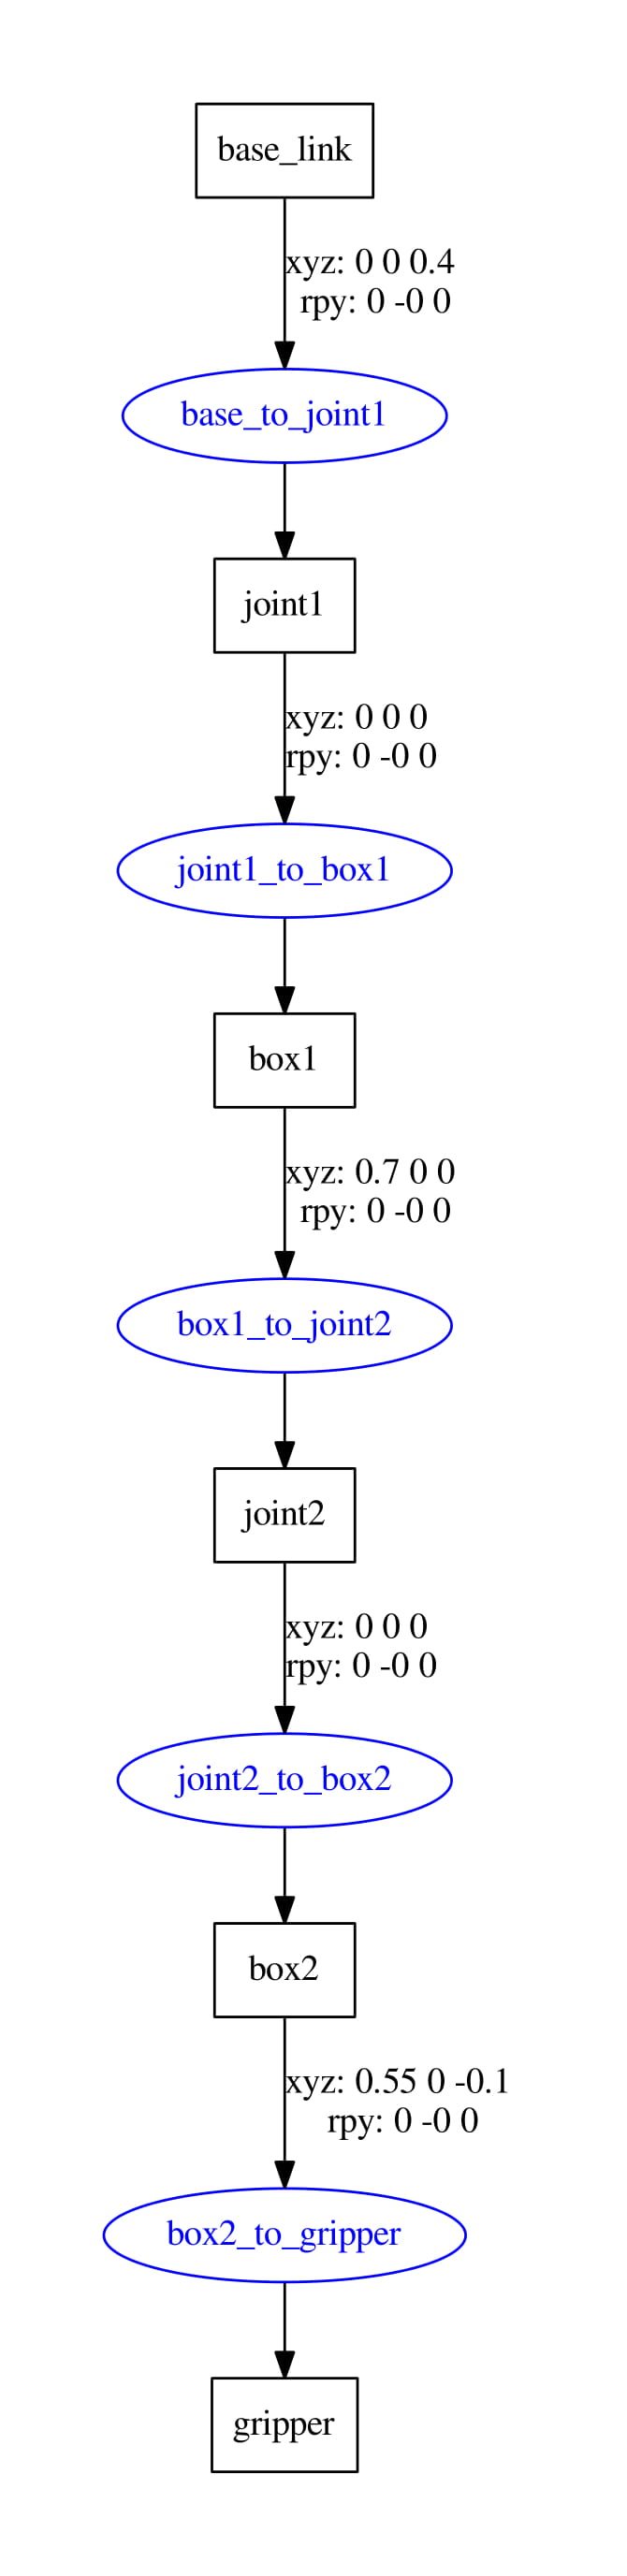 base_link
xyz: 0 0 0.4
rpy: 0 -0 0
base_to_joint1
joint1
xyz: 0 0 0
rpy: 0 -0 0
joint1_to_box1
box1
xyz: 0.7 0 0
rpy: 0 -0 0
box1_to_joint2
joint2
xyz: 0 0 0
rpy: 0 -0 0
joint2_to_box2
box2
xyz: 0.55 0 -0.1
rpy: 0 -0 0
box2_to_gripper
gripper